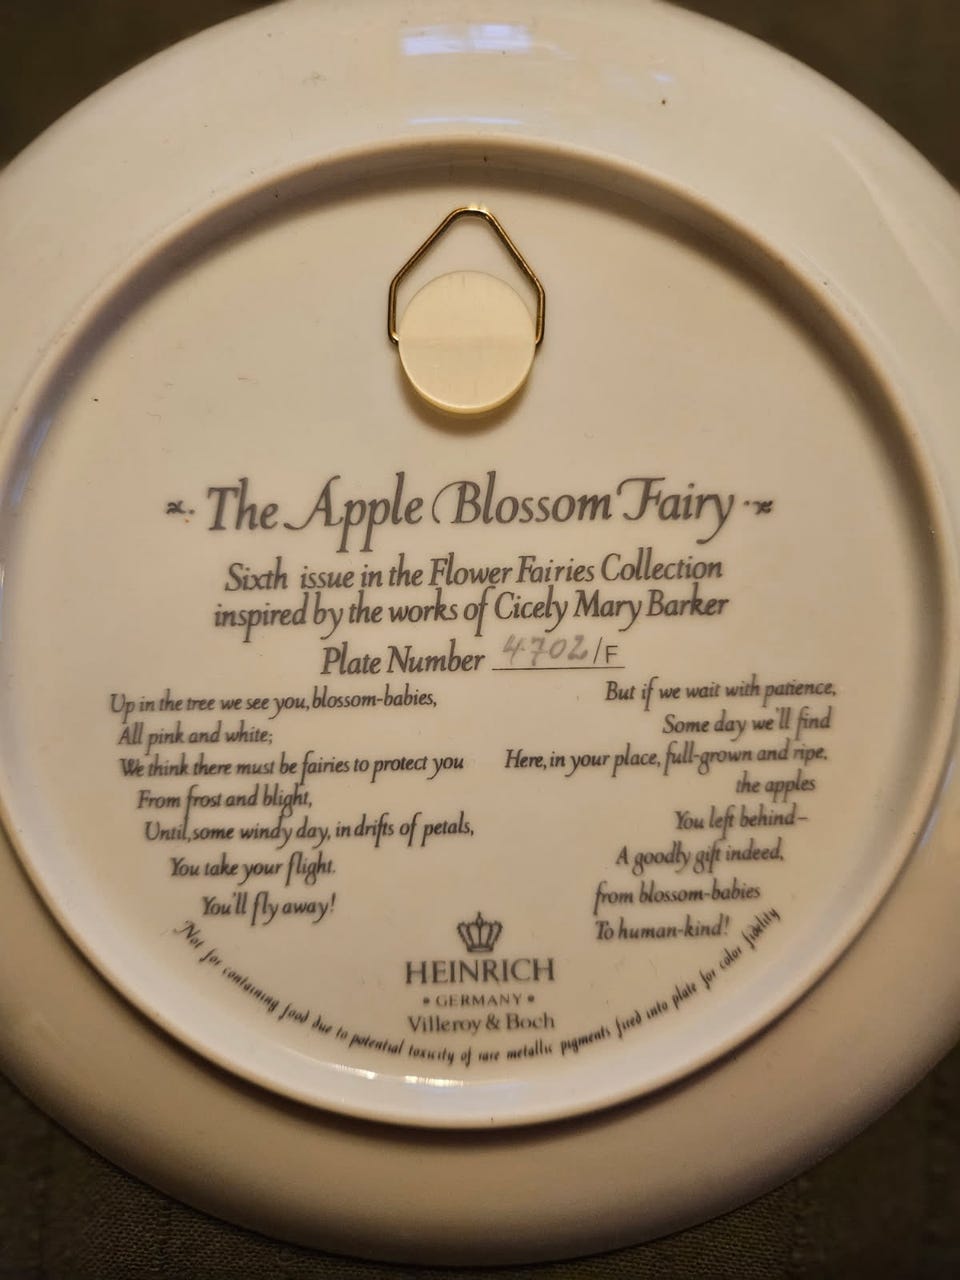 The Apple Blossom Fairy
Sixth issue in the Flower Fairies Collection
inspired by the works of Cicely Mary Barker
Plate Number 4702/F
Up in the tree we see you, blossom-babies,
All pink and white;
We think there must be fairies to protect you
From frost and blight,
Until, some windy day, in drifts of petals,
You take your flight.
You'll fly away!
But if we wait with patience,
Some day we'll find
Here, in your place, full-grown and ripe,
the apples
You left behind–
A goodly gift indeed,
from blossom-babies
To human-kind!
HEINRICH
• GERMANY •
Villeroy & Boch
Not for containing food due to potential toxicity of rare metallic pigments fired into plate for color fidelity